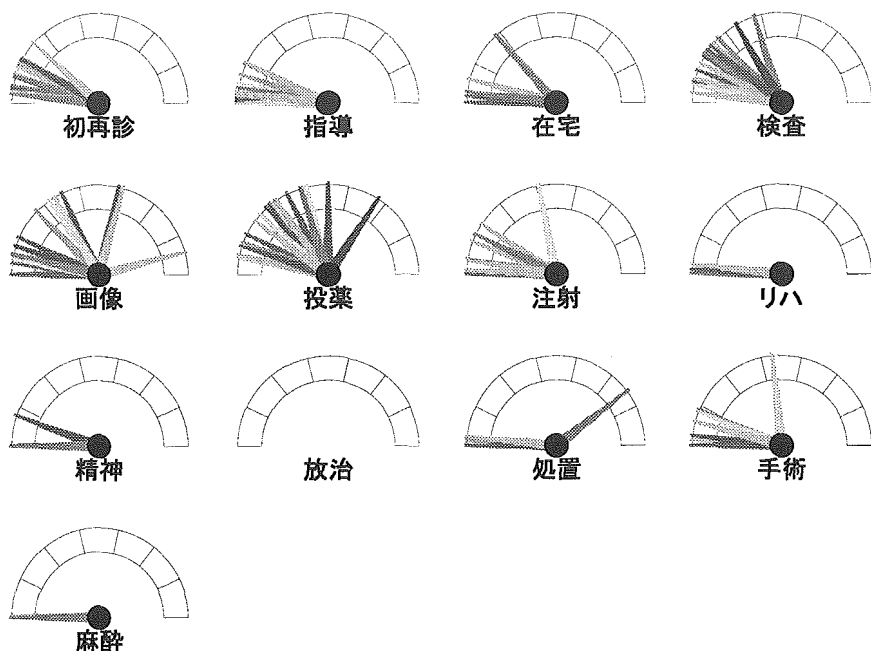 初再診 指導 在宅 検査
画像 投薬 注射 リハ
精神 放治 処置 手術
麻酔